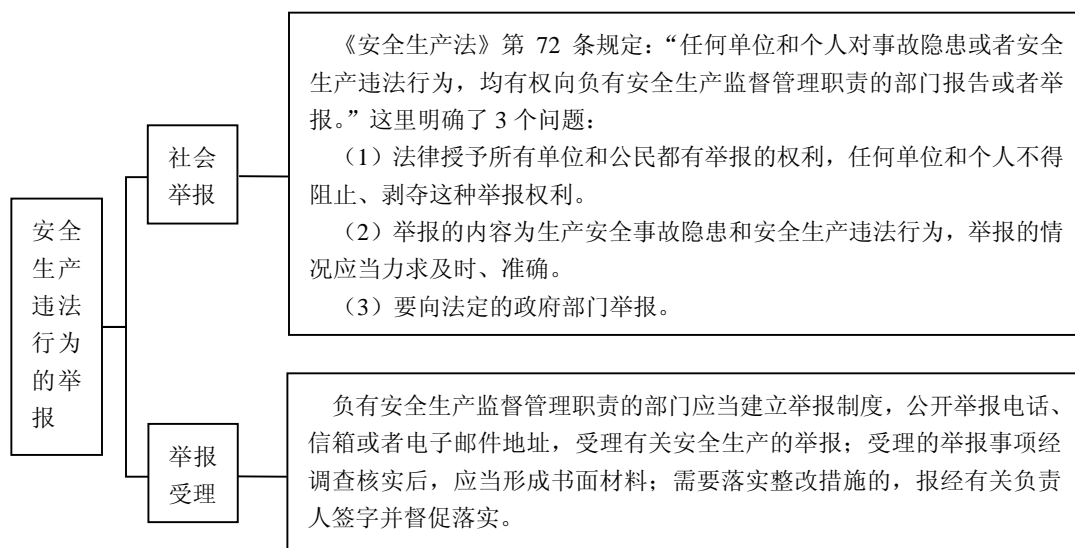 安全
生产
违法
行为
的举
报
社会
举报
《安全生产法》第 72 条规定：“任何单位和个人对事故隐患或者安全
生产违法行为，均有权向负有安全生产监督管理职责的部门报告或者举
报。”这里明确了 3 个问题：
（1）法律授予所有单位和公民都有举报的权利，任何单位和个人不得
阻止、剥夺这种举报权利。
（2）举报的内容为生产安全事故隐患和安全生产违法行为，举报的情
况应当力求及时、准确。
（3）要向法定的政府部门举报。
举报
受理
负有安全生产监督管理职责的部门应当建立举报制度，公开举报电话、
信箱或者电子邮件地址，受理有关安全生产的举报；受理的举报事项经
调查核实后，应当形成书面材料；需要落实整改措施的，报经有关负责
人签字并督促落实。